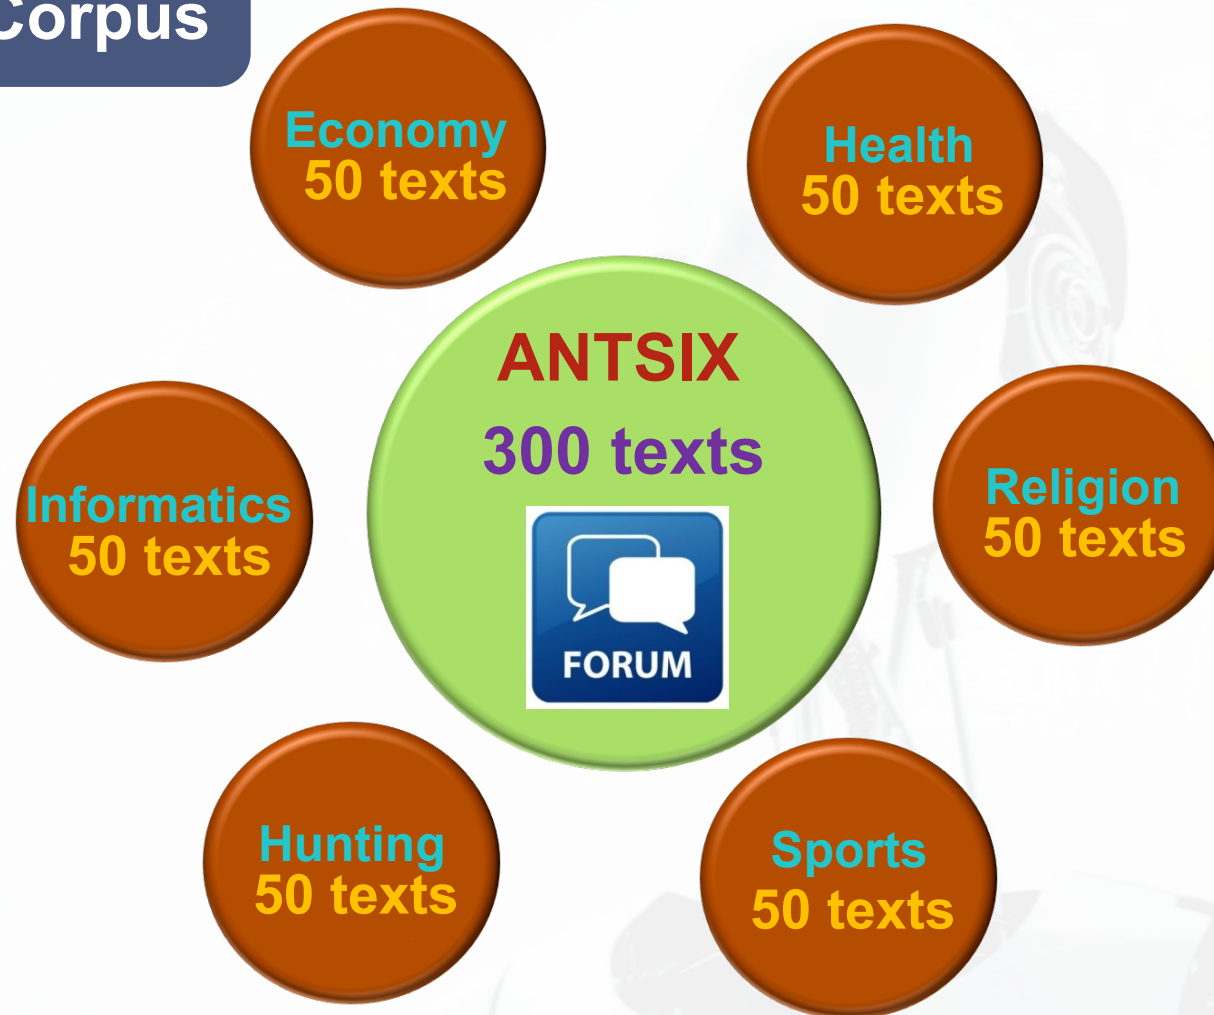 Corpus
Economy
50 texts
Health
50 texts
ANTSIX
300 texts
FORUM
Informatics
50 texts
Religion
50 texts
Hunting
50 texts
Sports
50 texts